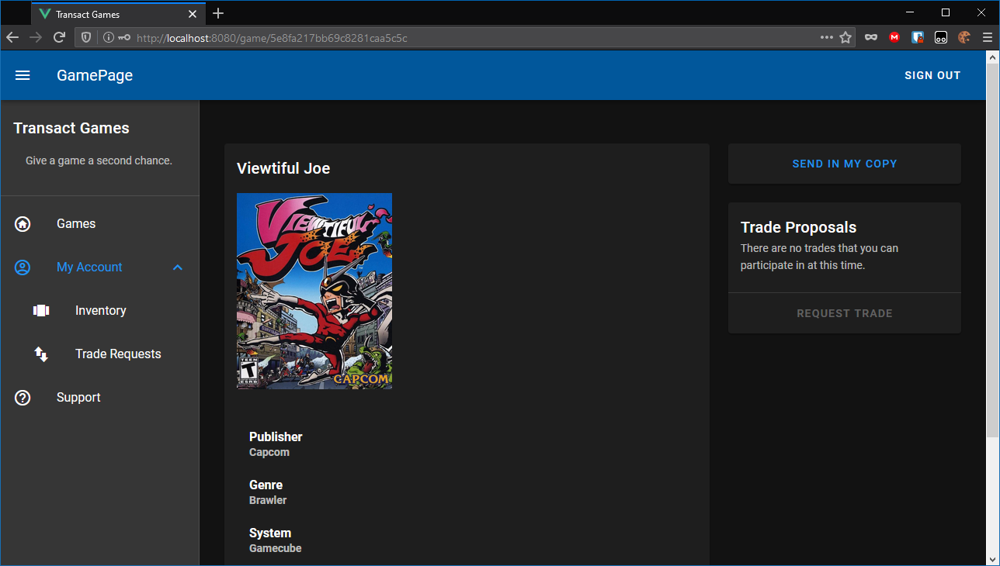 Transact Games
http://localhost:8080/game/5e8fa217bb69c8281caa5c5c
GamePage
SIGN OUT
Transact Games
Give a game a second chance.
Games
My Account
Inventory
Trade Requests
Support
Viewtiful Joe
VIEWTIFUL
JOE
TM
TEEN
T
ESRB
CAPCOM
Publisher
Capcom
Genre
Brawler
System
Gamecube
SEND IN MY COPY
Trade Proposals
There are no trades that you can
participate in at this time.
REQUEST TRADE